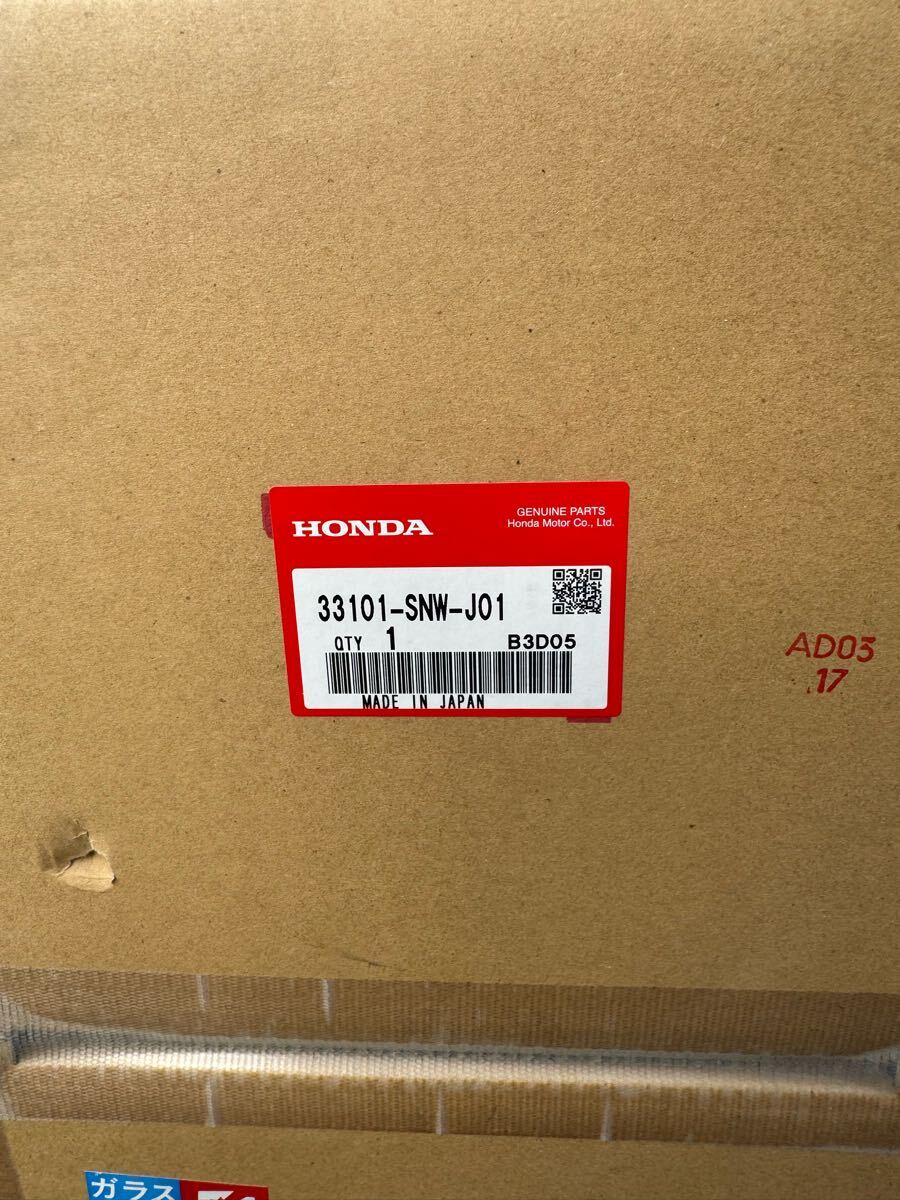 HONDA
GENUINE PARTS
Honda Motor Co., Ltd.
33101-SNW-J01
QTY 1 B3D05
MADE IN JAPAN
AD03
17
ガラス